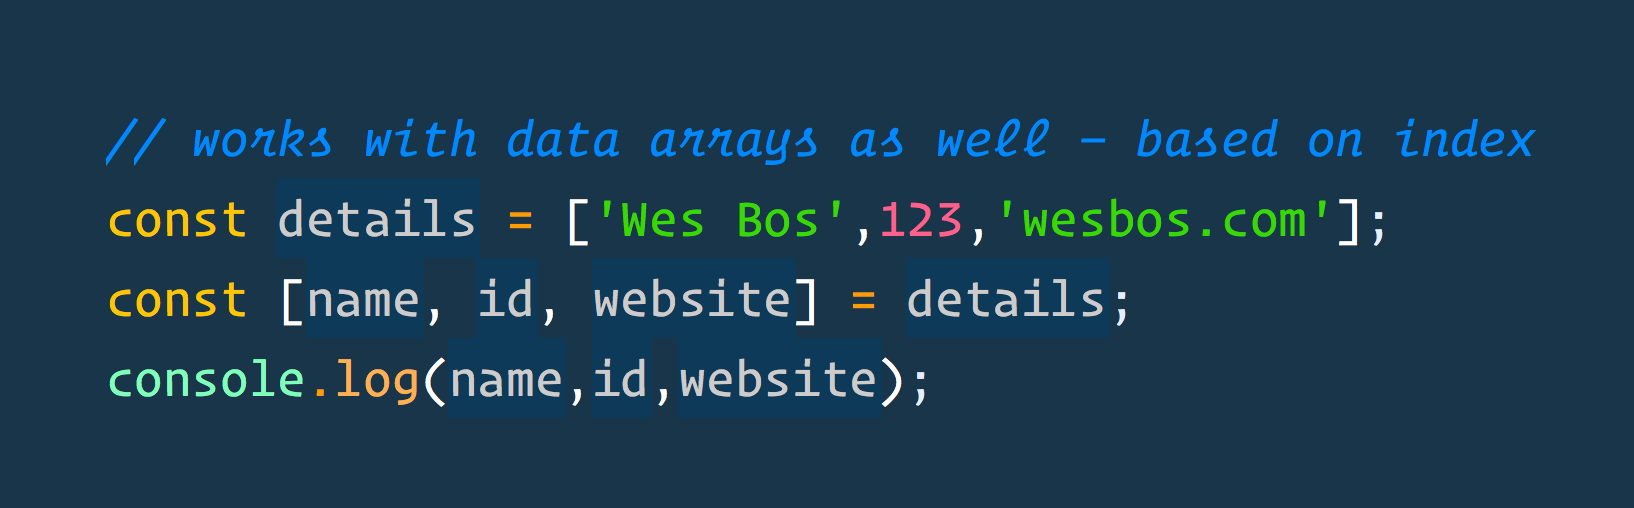 // works with data arrays as well – based on index
const details = ['Wes Bos',123,'wesbos.com'];
const [name, id, website] = details;
console.log(name,id,website);